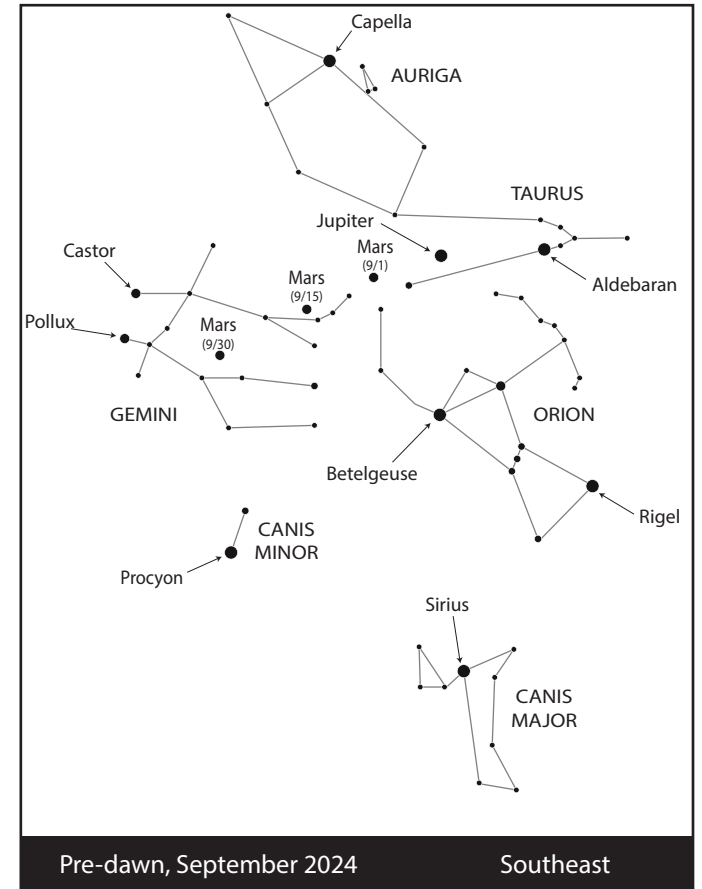 Capella
AURIGA
TAURUS
Jupiter
Mars
(9/1)
Castor
Mars
(9/15)
Aldebaran
Pollux
Mars
(9/30)
GEMINI
ORION
Betelgeuse
Rigel
CANIS
MINOR
Procyon
Sirius
CANIS
MAJOR
Pre-dawn, September 2024
Southeast